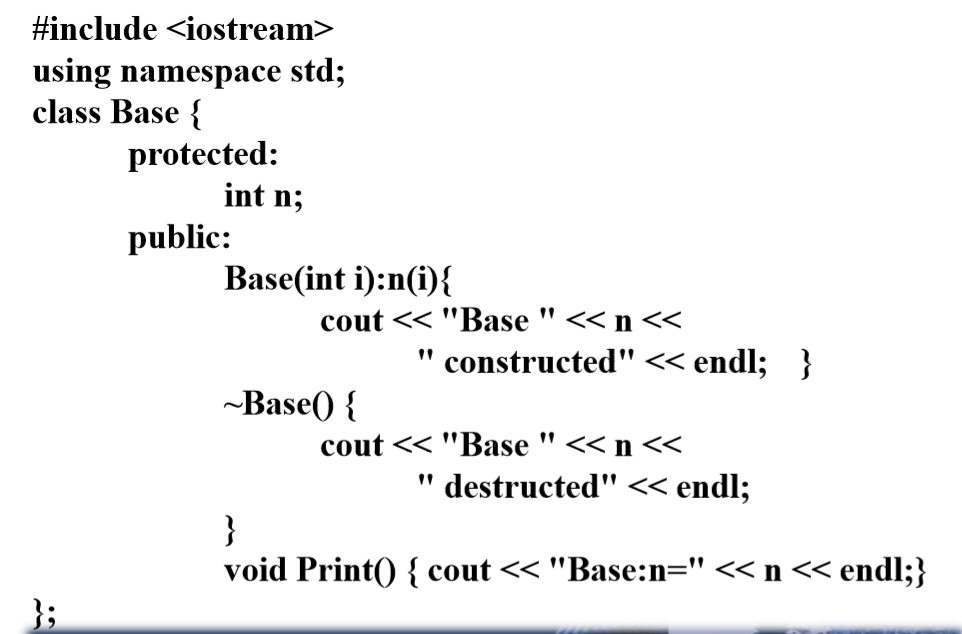 #include <iostream>
using namespace std;
class Base {
protected:
int n;
public:
Base(int i):n(i){
cout << "Base " << n <<
" constructed" << endl; }
~Base() {
cout << "Base " << n <<
" destructed" << endl;
}
void Print() { cout << "Base:n=" << n << endl;}
};